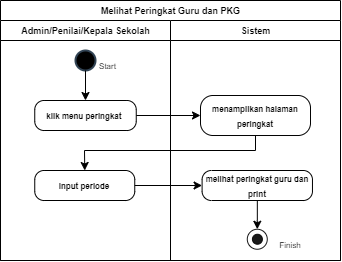 Melihat Peringkat Guru dan PKG
Admin/Penilai/Kepala Sekolah
Sistem
Start
klik menu peringkat
menampilkan halaman
peringkat
input periode
melihat peringkat guru dan
print
Finish